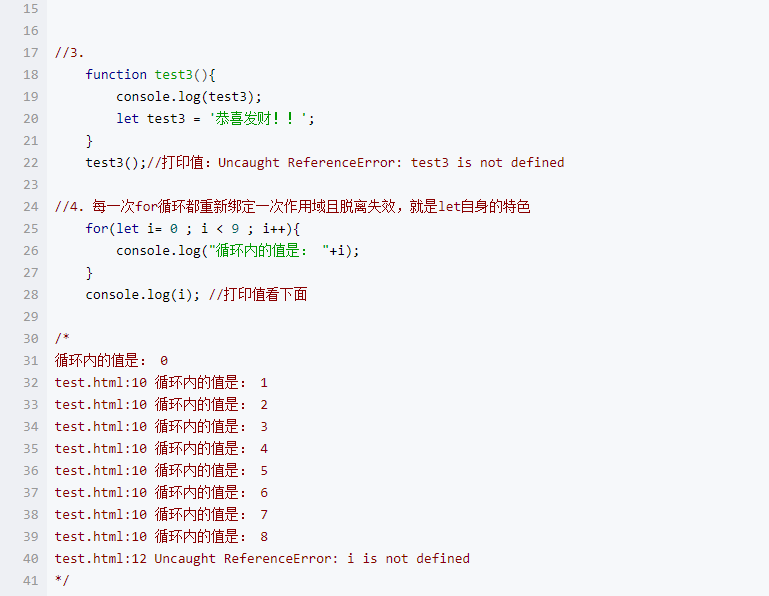 15
16
17 //3.
18 function test3(){
19 console.log(test3);
20 let test3 = '恭喜发财！！';
21 }
22 test3();//打印值：Uncaught ReferenceError: test3 is not defined
23
24 //4. 每一次for循环都重新绑定一次作用域且脱离失效，就是let自身的特色
25 for(let i= 0 ; i < 9 ; i++){
26 console.log("循环内的值是： "+i);
27 }
28 console.log(i); //打印值看下面
29
30 /*
31 循环内的值是： 0
32 test.html:10 循环内的值是： 1
33 test.html:10 循环内的值是： 2
34 test.html:10 循环内的值是： 3
35 test.html:10 循环内的值是： 4
36 test.html:10 循环内的值是： 5
37 test.html:10 循环内的值是： 6
38 test.html:10 循环内的值是： 7
39 test.html:10 循环内的值是： 8
40 test.html:12 Uncaught ReferenceError: i is not defined
41 */